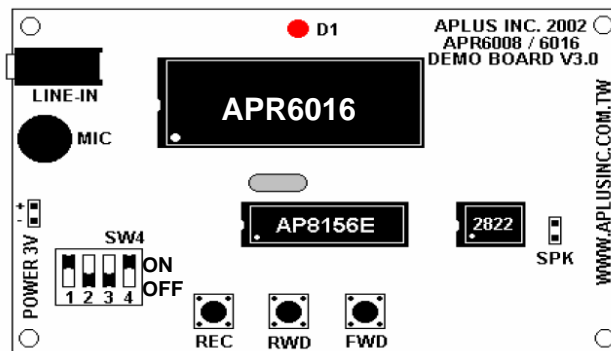 D1
APLUS INC. 2002
APR6008 / 6016
DEMO BOARD V3.0
LINE-IN
APR6016
MIC
WWW.APLUSINC.COM.TW
+
-
POWER 3V
AP8156E
2822
SPK
SW4
ON
OFF
1 2 3 4
REC RWD FWD